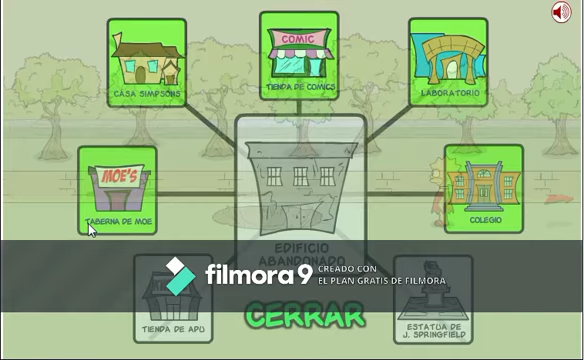 COMIC
CASA SIMPSONS
TIENDA DE COMICS
LABORATORIO
MOE'S
TABERNA DE MOE
COLEGIO
EDIFICIO
ABANDONADO
filmora9
CREADO CON
EL PLAN GRATIS DE FILMORA
TIENDA DE APU
CERRAR
ESTATUA DE
J. SPRINGFIELD